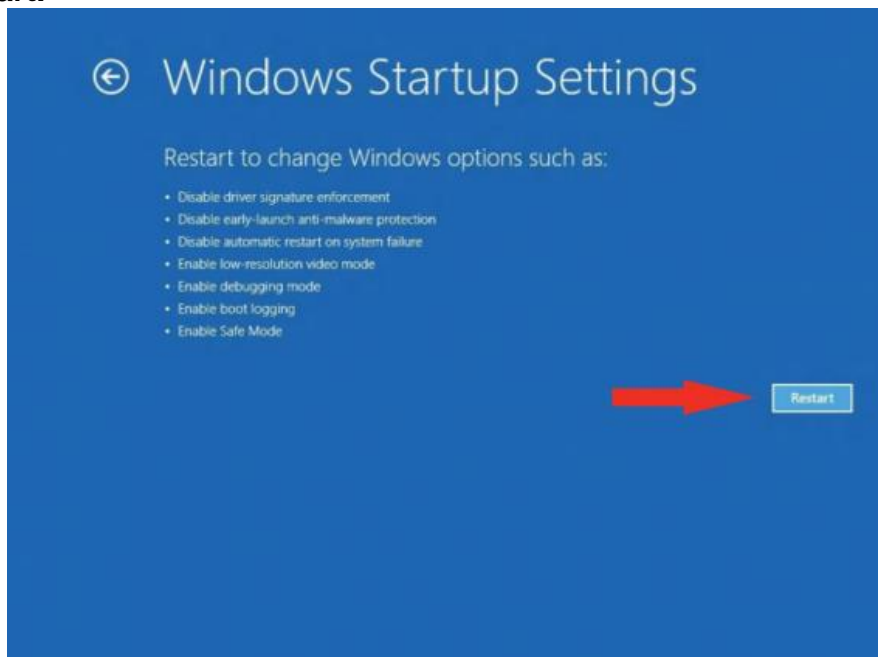 Windows Startup Settings
Restart to change Windows options such as:
• Disable driver signature enforcement
• Disable early-launch anti-malware protection
• Disable automatic restart on system failure
• Enable low-resolution video mode
• Enable debugging mode
• Enable boot logging
• Enable Safe Mode
Restart